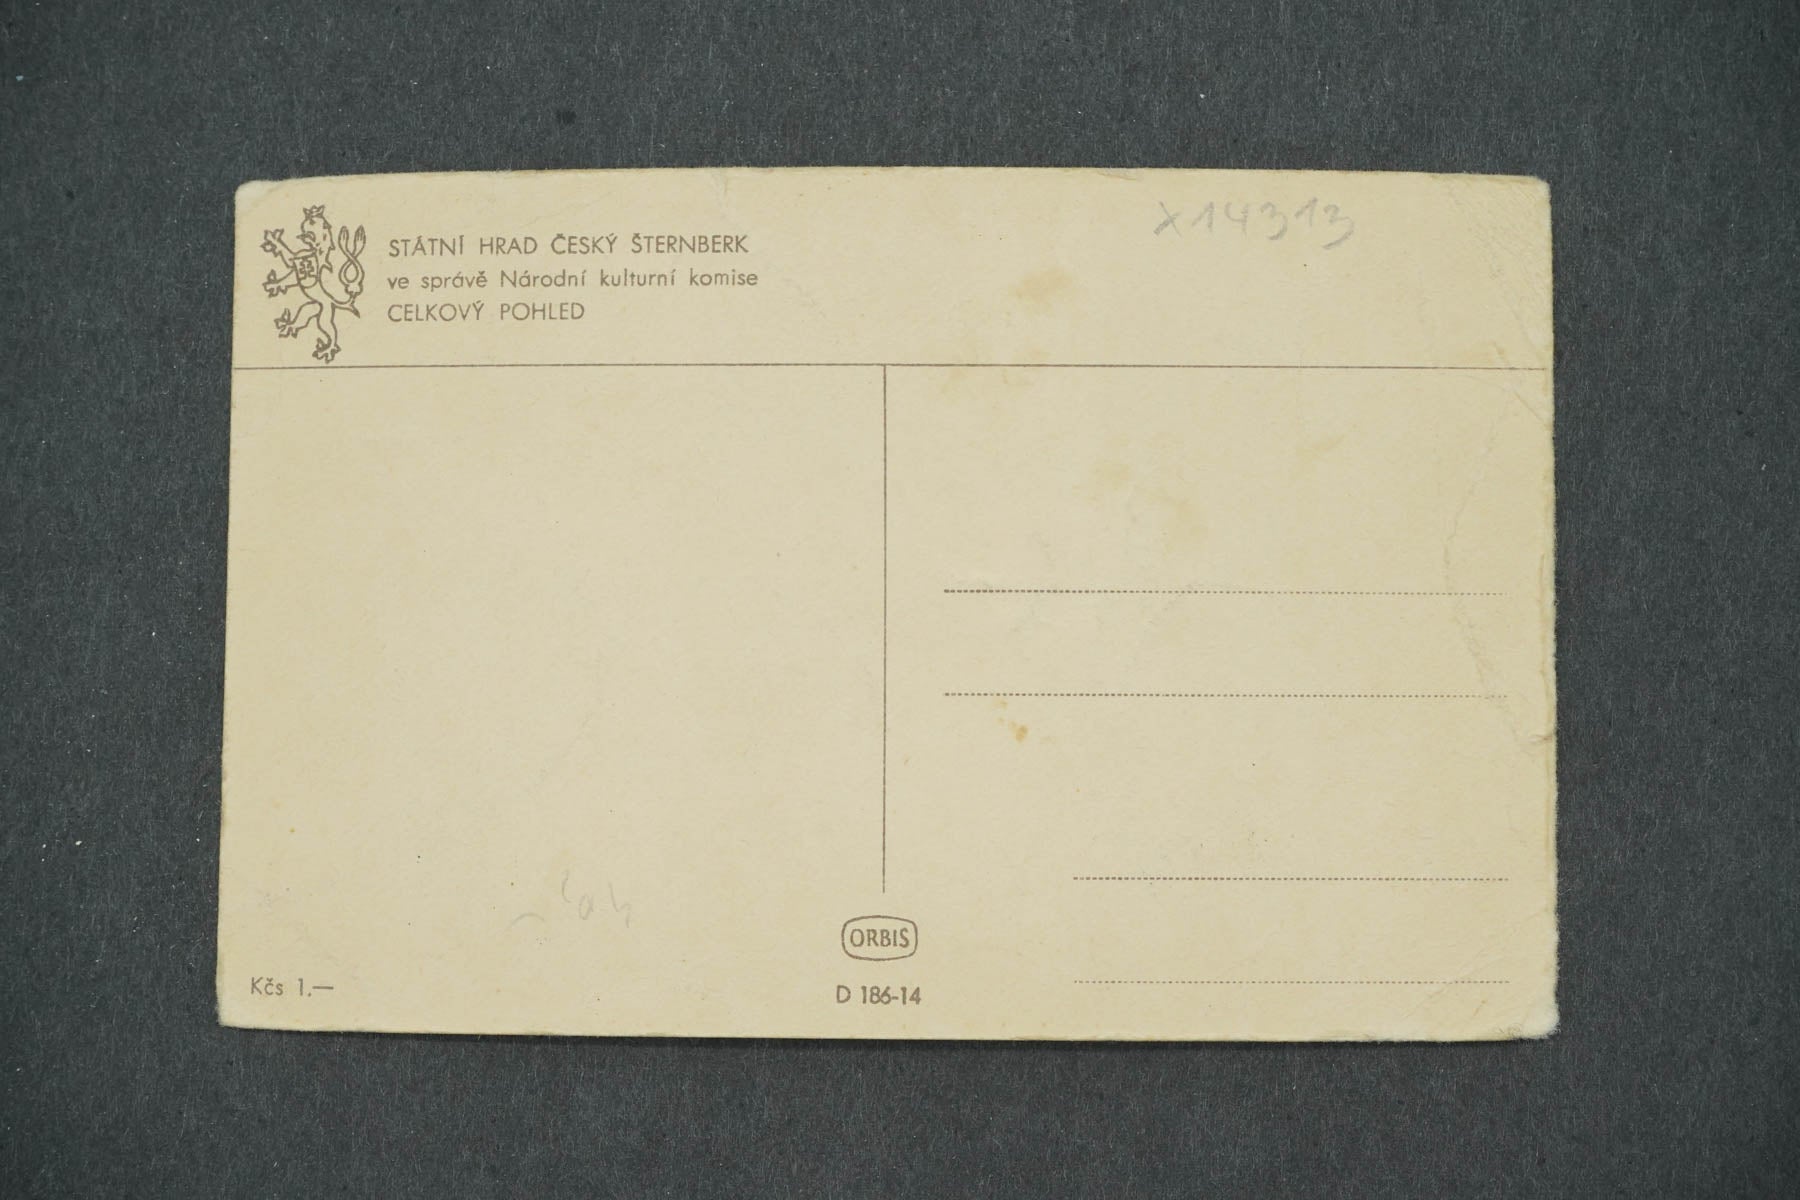 STÁTNÍ HRAD ČESKÝ ŠTERNBERK
ve správě Národní kulturní komise
CELKOVÝ POHLED
x14313
ORBIS
Kčs 1.—
D 186-14